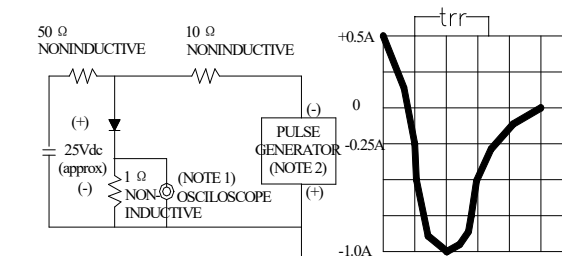 50 Ω
NONINDUCTIVE
10 Ω
NONINDUCTIVE
(+)
25Vdc
(approx)
(-)
1 Ω
NON-
INDUCTIVE
(NOTE 1)
OSCILOSCOPE
(-)
PULSE
GENERATOR
(NOTE 2)
(+)
trr
+0.5A
0
-0.25A
-1.0A